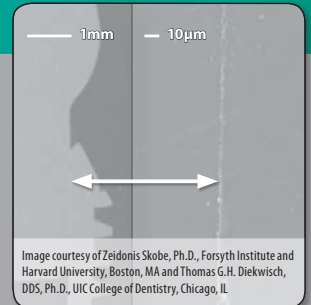 1mm
10µm
Image courtesy of Zeidonis Skobe, Ph.D., Forsyth Institute and
Harvard University, Boston, MA and Thomas G.H. Diekwisch,
DDS, Ph.D., UIC College of Dentistry, Chicago, IL